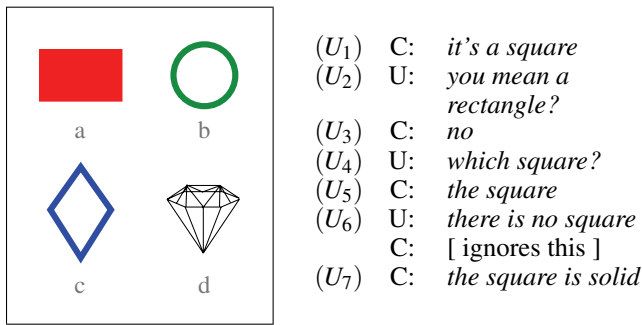 a b
c d
(U1) C: it's a square
(U2) U: you mean a
rectangle?
(U3) C: no
(U4) U: which square?
(U5) C: the square
(U6) U: there is no square
C: [ ignores this ]
(U7) C: the square is solid